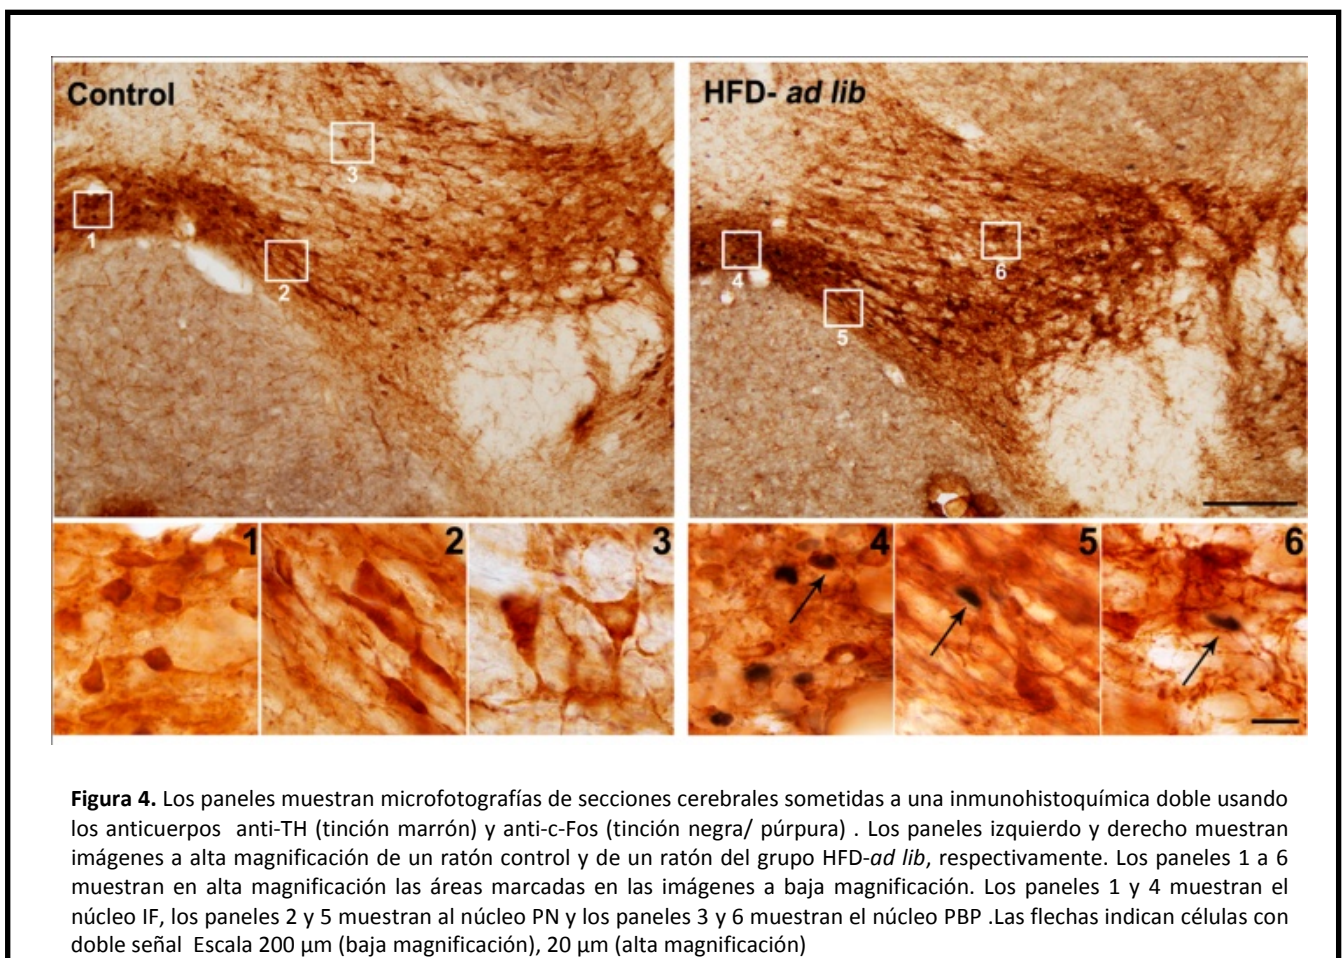 Control
HFD- ad lib
3
1
2
6
4
5
1
2
3
4
5
6
Figura 4. Los paneles muestran microfotografías de secciones cerebrales sometidas a una inmunohistoquímica doble usando
los anticuerpos anti-TH (tinción marrón) y anti-c-Fos (tinción negra/ púrpura) . Los paneles izquierdo y derecho muestran
imágenes a alta magnificación de un ratón control y de un ratón del grupo HFD-ad lib, respectivamente. Los paneles 1 a 6
muestran en alta magnificación las áreas marcadas en las imágenes a baja magnificación. Los paneles 1 y 4 muestran el
núcleo IF, los paneles 2 y 5 muestran al núcleo PN y los paneles 3 y 6 muestran el núcleo PBP .Las flechas indican células con
doble señal Escala 200 µm (baja magnificación), 20 µm (alta magnificación)